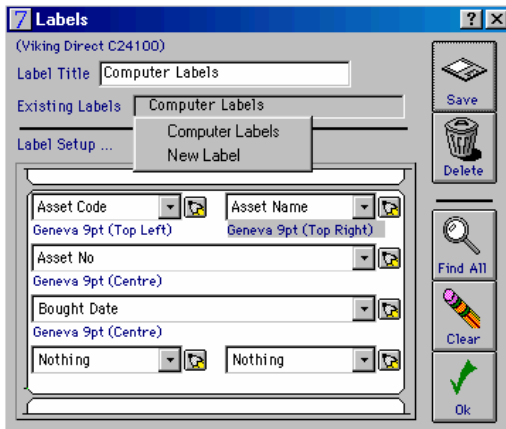 7 Labels
(Viking Direct C24100)
Label Title Computer Labels
Existing Labels Computer Labels
Computer Labels
New Label
Label Setup ...
Asset Code Asset Name
Geneva 9pt (Top Left) Geneva 9pt (Top Right)
Asset No
Geneva 9pt (Centre)
Bought Date
Geneva 9pt (Centre)
Nothing Nothing
Save
Delete
Find All
Clear
Ok